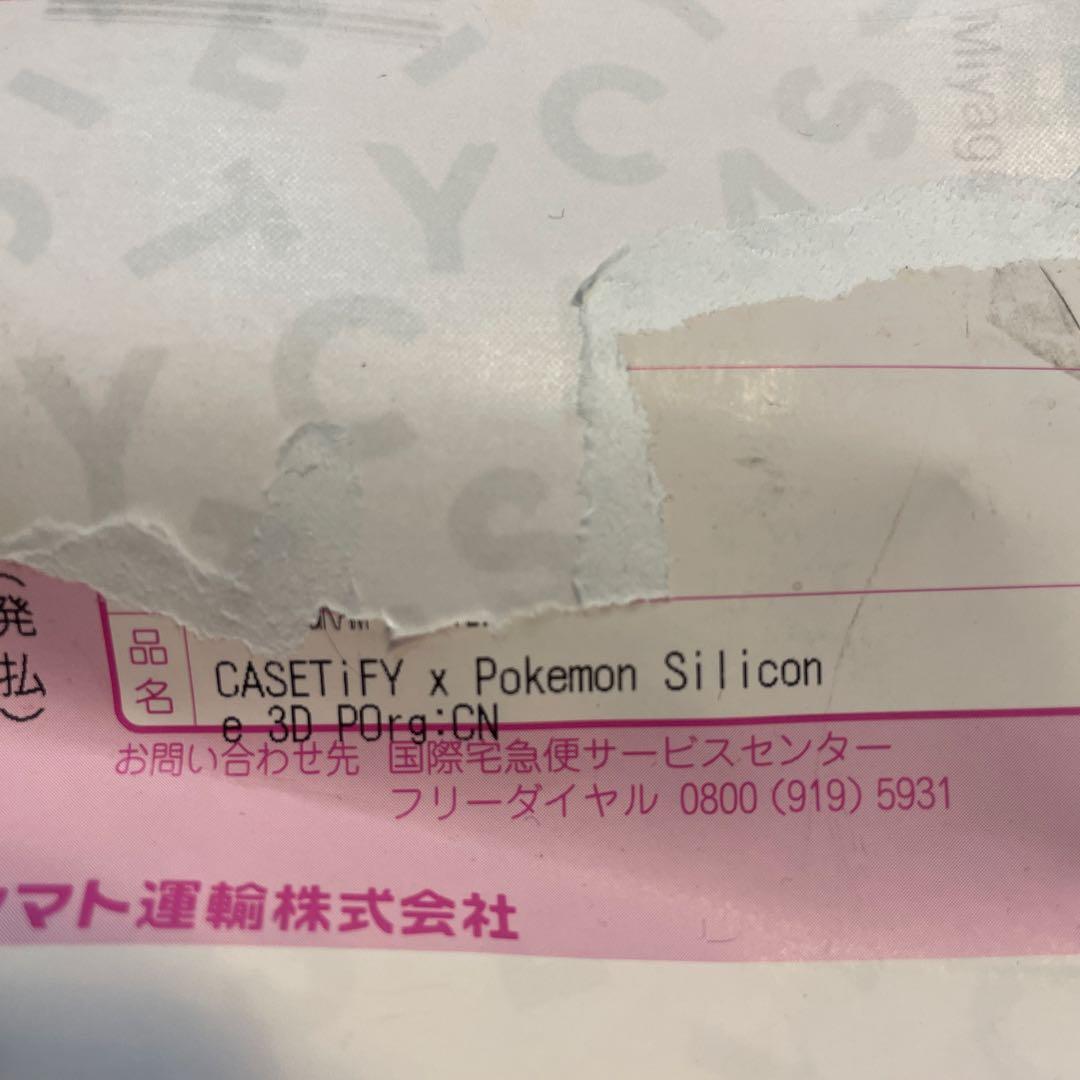 Miyag
(発払)
品名
CASETiFY x Pokemon Silicon
e 3D POrg:CN
お問い合わせ先 国際宅急便サービスセンター
フリーダイヤル 0800(919)5931
ヤマト運輸株式会社